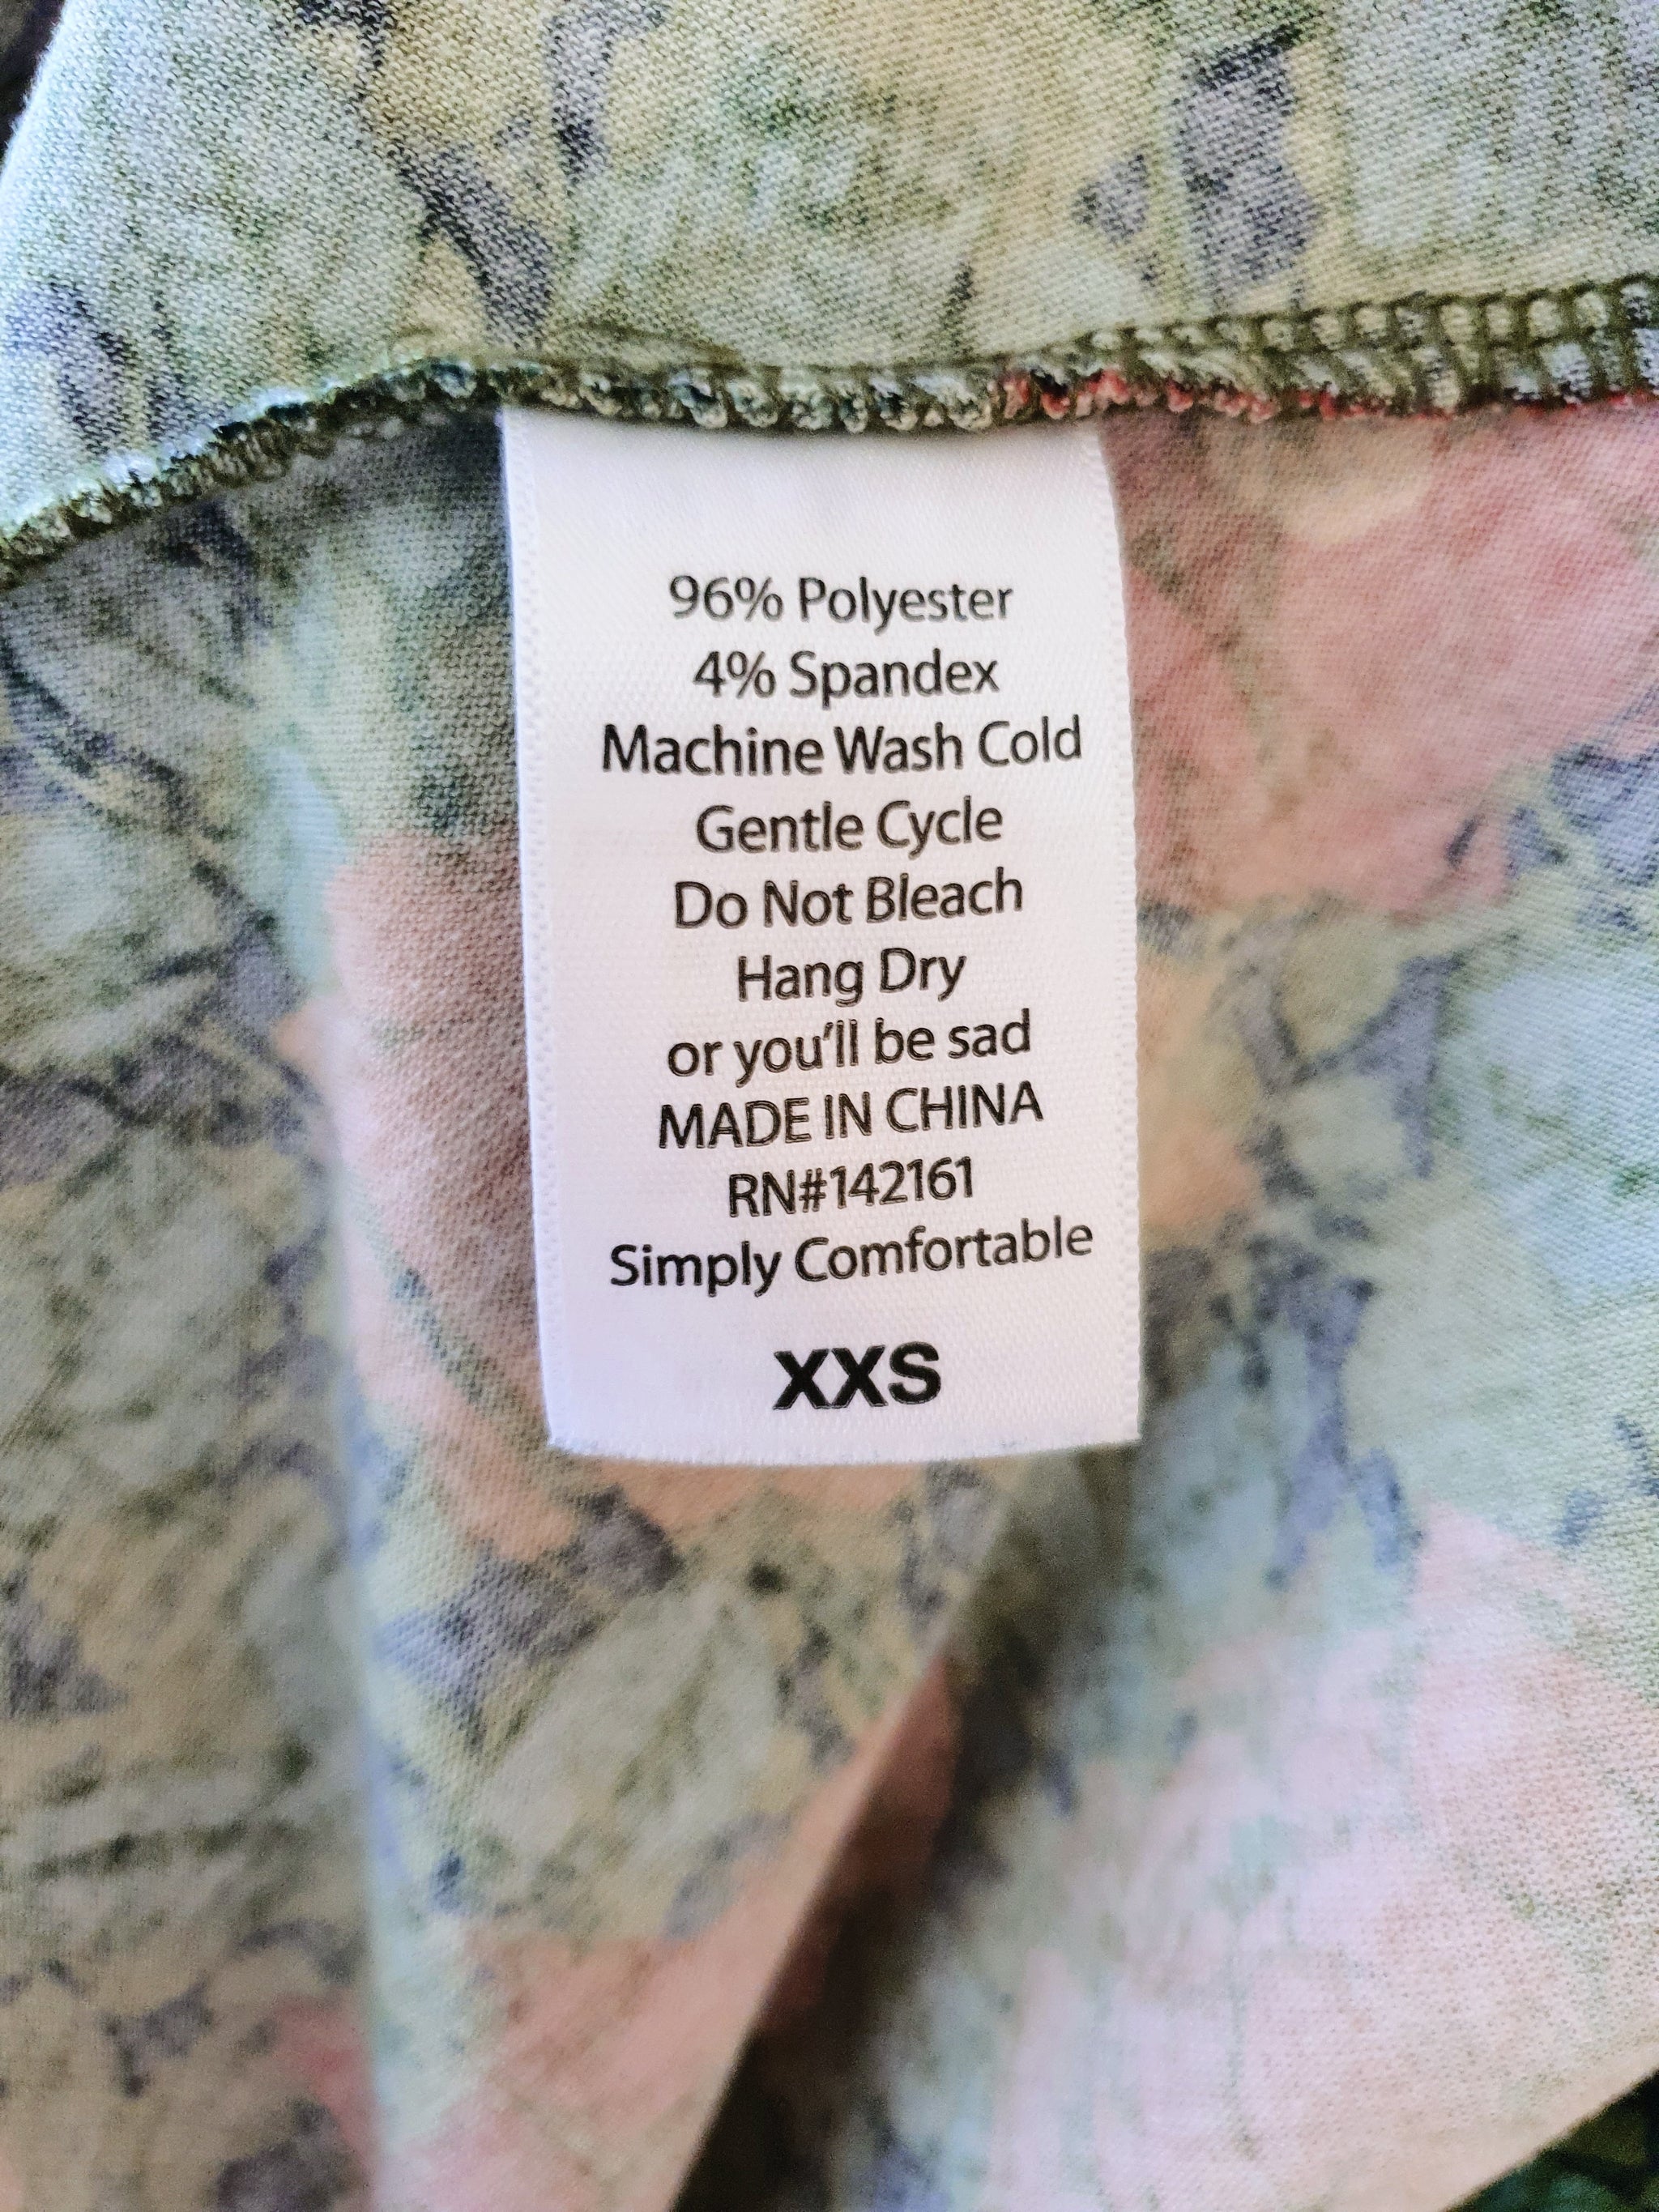 96% Polyester
4% Spandex
Machine Wash Cold
Gentle Cycle
Do Not Bleach
Hang Dry
or you'll be sad
MADE IN CHINA
RN#142161
Simply Comfortable
XXS